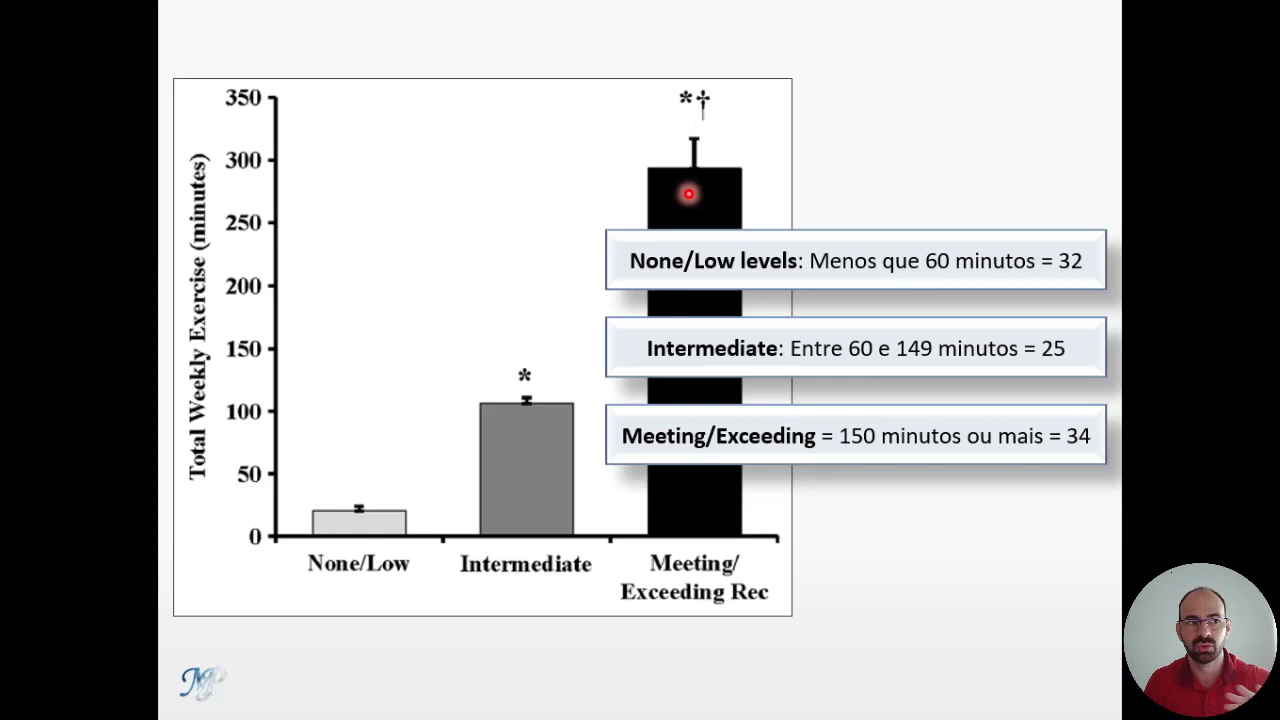 Total Weekly Exercise (minutes)
350
300
250
200
150
100
50
0
*
*†
None/Low
Intermediate
Meeting/
Exceeding Rec
None/Low levels: Menos que 60 minutos = 32
Intermediate: Entre 60 e 149 minutos = 25
Meeting/Exceeding = 150 minutos ou mais = 34